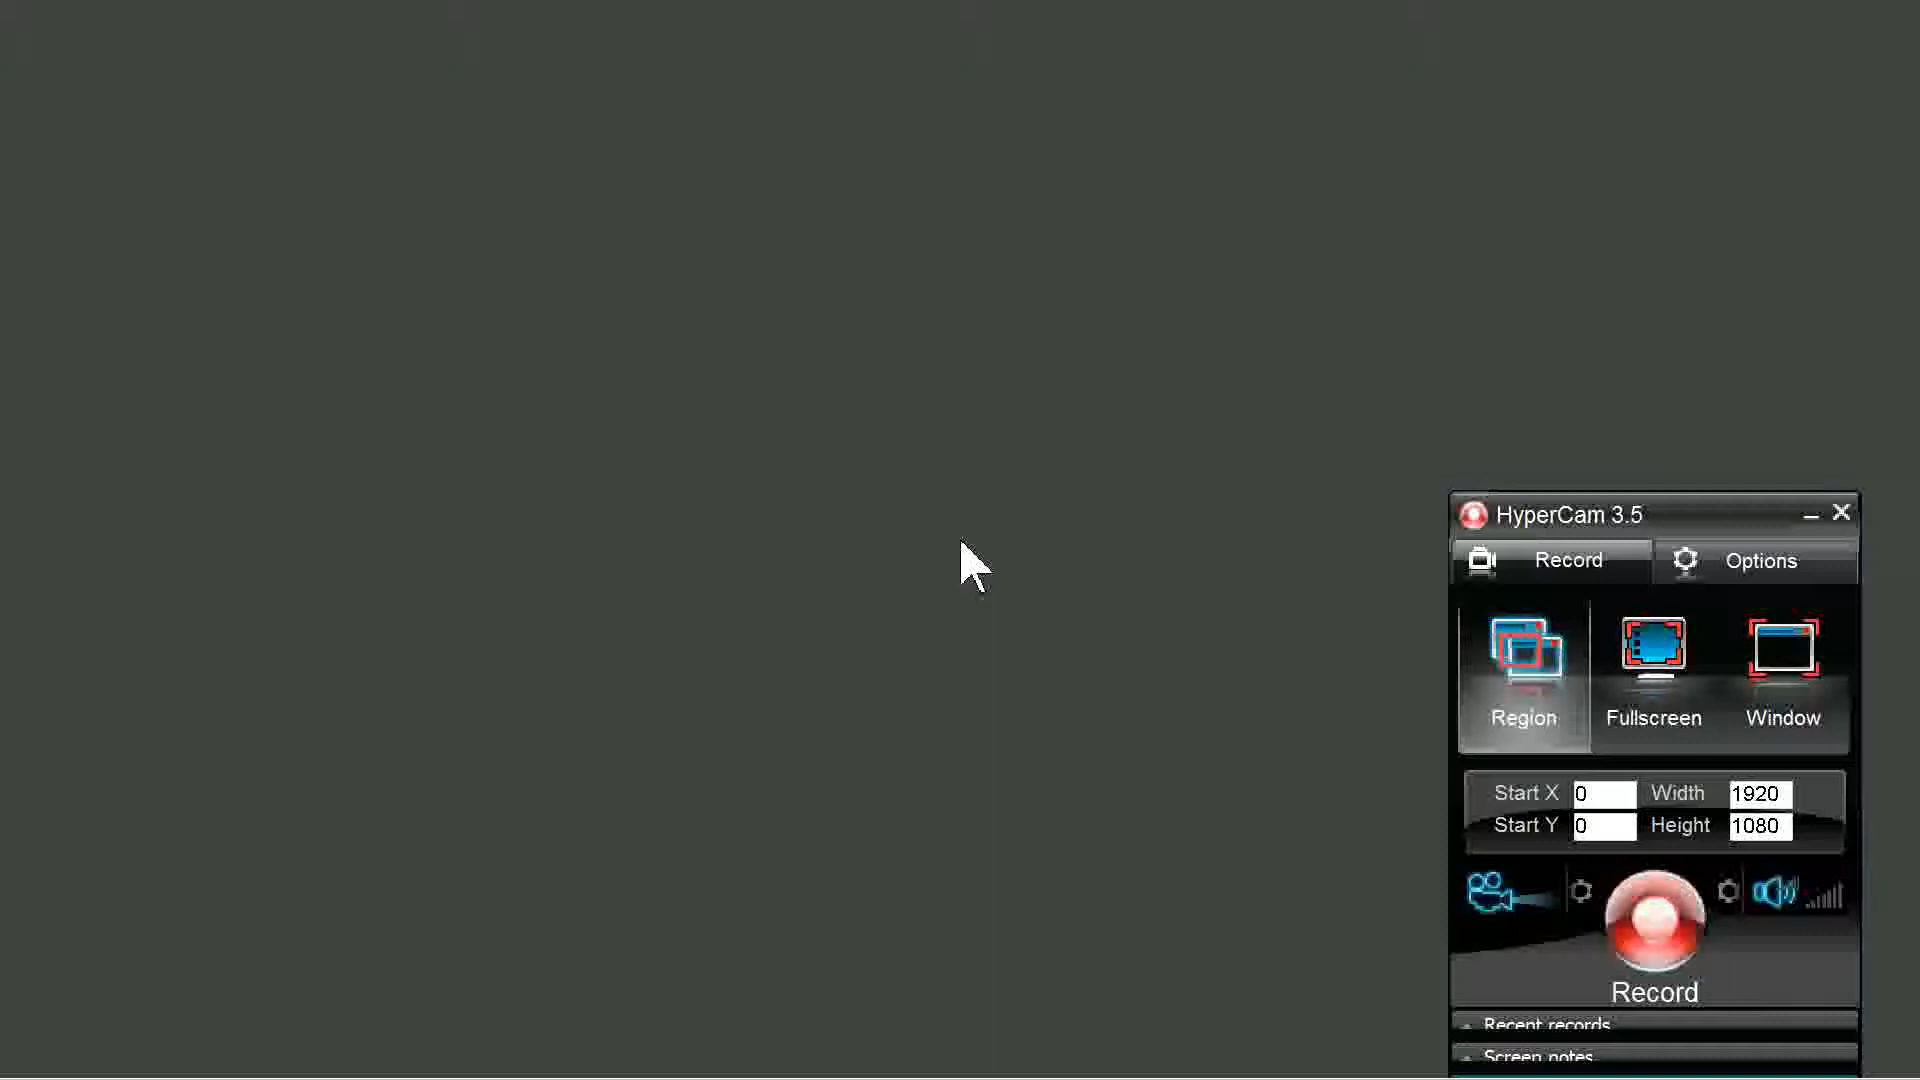 HyperCam 3.5
Record
Options
Region
Fullscreen
Window
Start X 0 Width 1920
Start Y 0 Height 1080
Record
Recent records
Screen notes